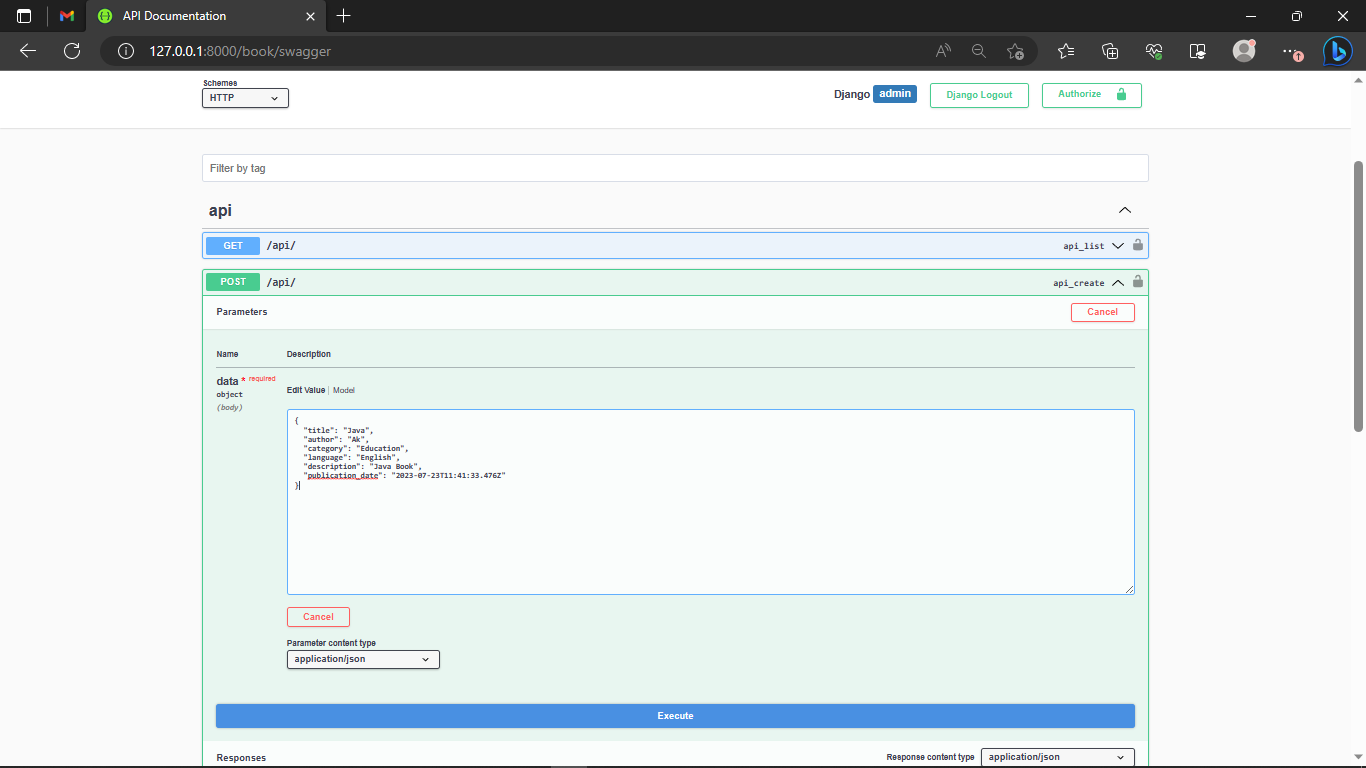 API Documentation
127.0.0.1:8000/book/swagger
Schemes
HTTP
Django admin
Django Logout
Authorize
Filter by tag
api
GET /api/ api_list
POST /api/ api_create
Parameters
Cancel
Name Description
data * required
object
(body)
Edit Value | Model
{
"title": "Java",
"author": "Ak",
"category": "Education",
"language": "English",
"description": "Java Book",
"publication_date": "2023-07-23T11:41:33.476Z"
}
Cancel
Parameter content type
application/json
Execute
Responses
Response content type application/json